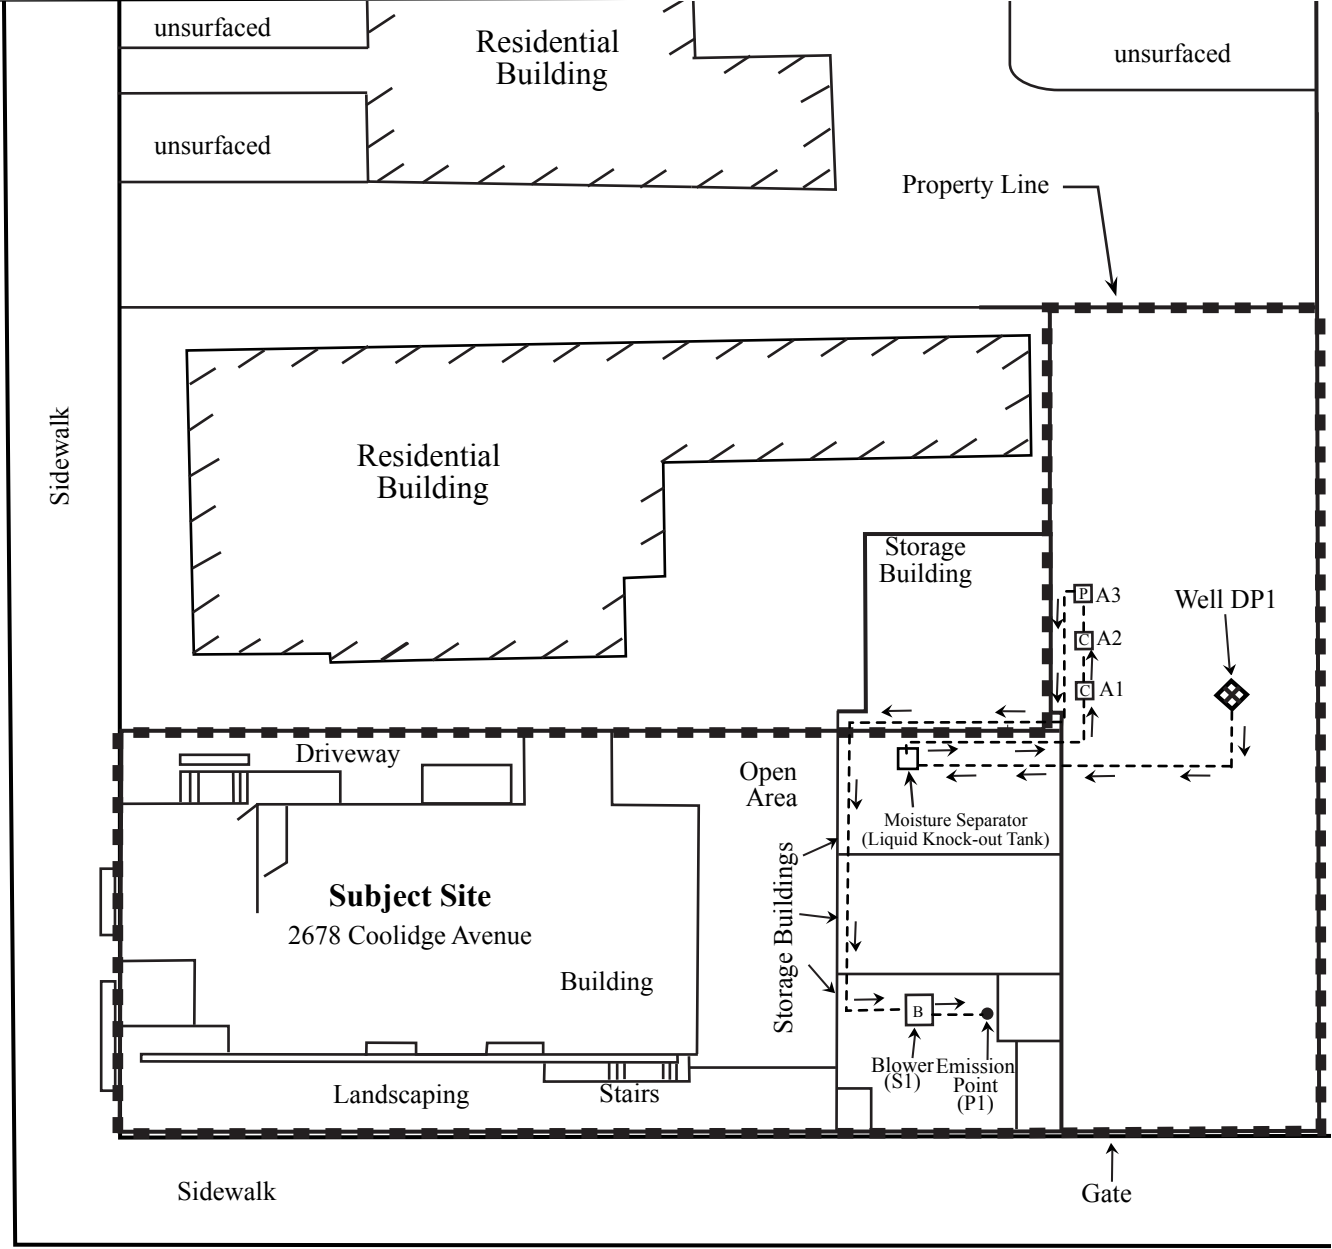 unsurfaced
Residential
Building
unsurfaced
unsurfaced
Property Line
Sidewalk
Residential
Building
Storage
Building
P A3
C A2
C A1
Well DP1
Driveway
Open
Area
Moisture Separator
(Liquid Knock-out Tank)
Storage Buildings
Subject Site
2678 Coolidge Avenue
Building
B
Blower
(S1)
Emission
Point
(P1)
Landscaping
Stairs
Sidewalk
Gate